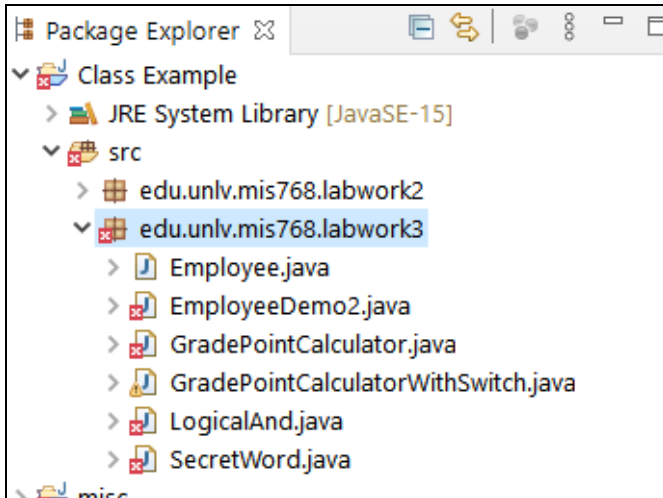 Package Explorer
Class Example
JRE System Library [JavaSE-15]
src
edu.unlv.mis768.labwork2
edu.unlv.mis768.labwork3
Employee.java
EmployeeDemo2.java
GradePointCalculator.java
GradePointCalculatorWithSwitch.java
LogicalAnd.java
SecretWord.java
misc